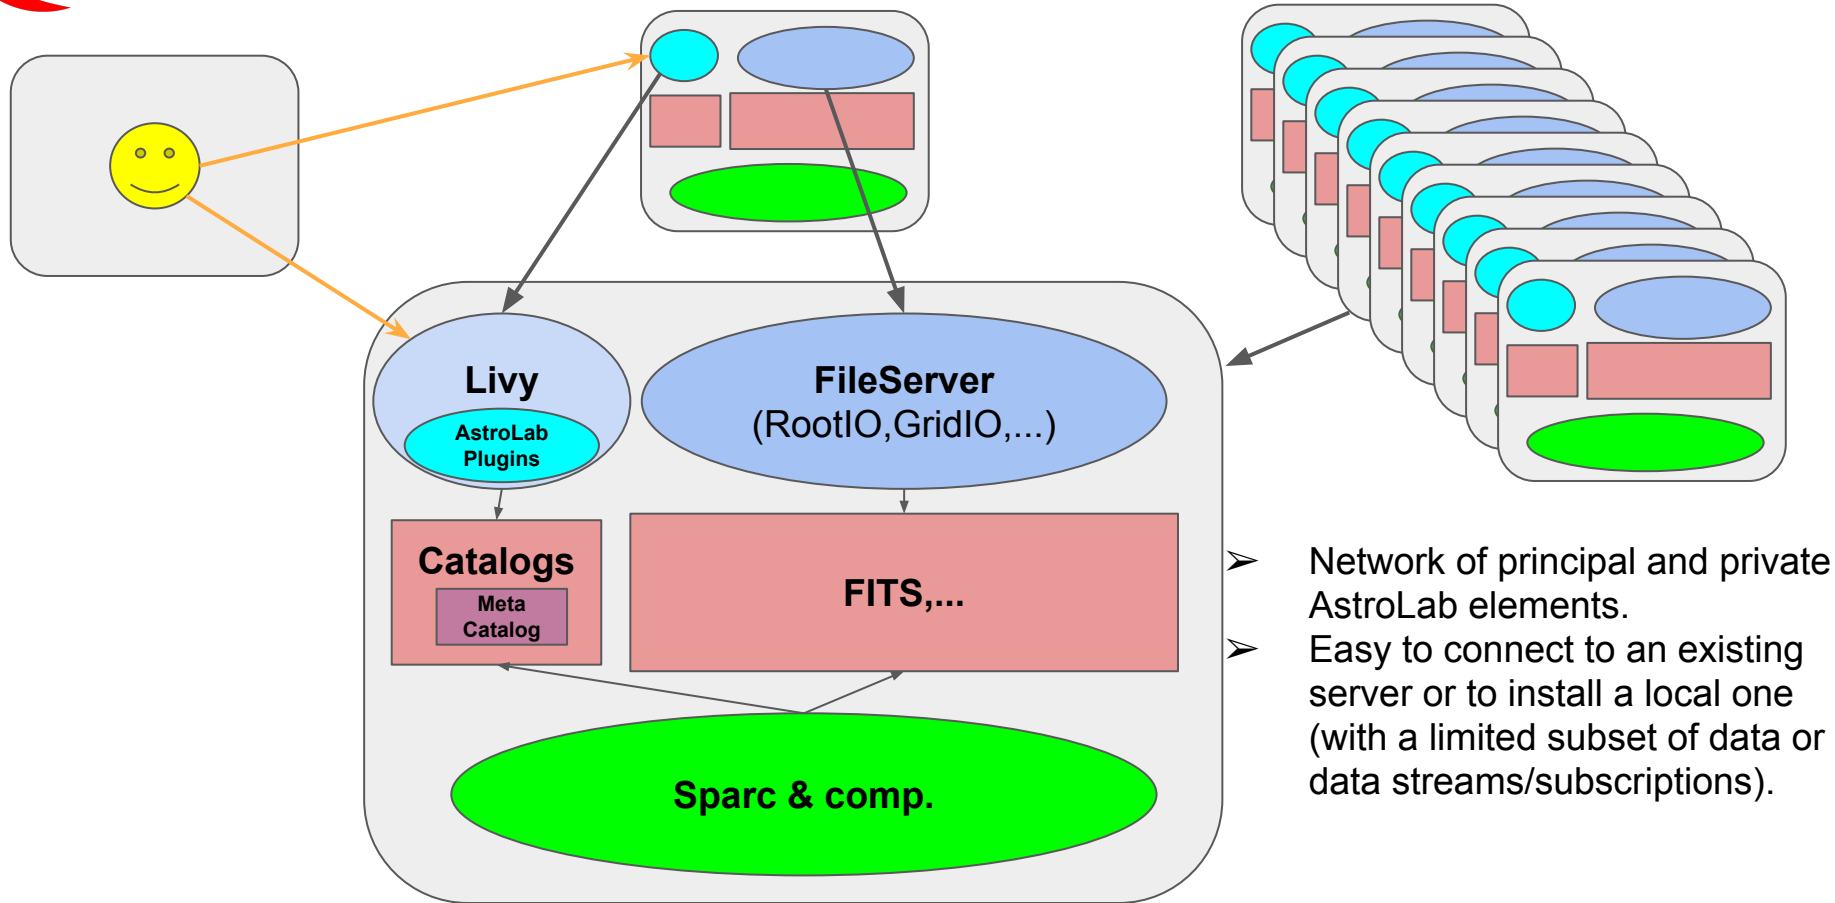 Livy
AstroLab
Plugins
FileServer
(RootIO,GridIO,...)
Catalogs
Meta
Catalog
FITS,...
Sparc & comp.
➢ Network of principal and private
AstroLab elements.
➢ Easy to connect to an existing
server or to install a local one
(with a limited subset of data or
data streams/subscriptions).